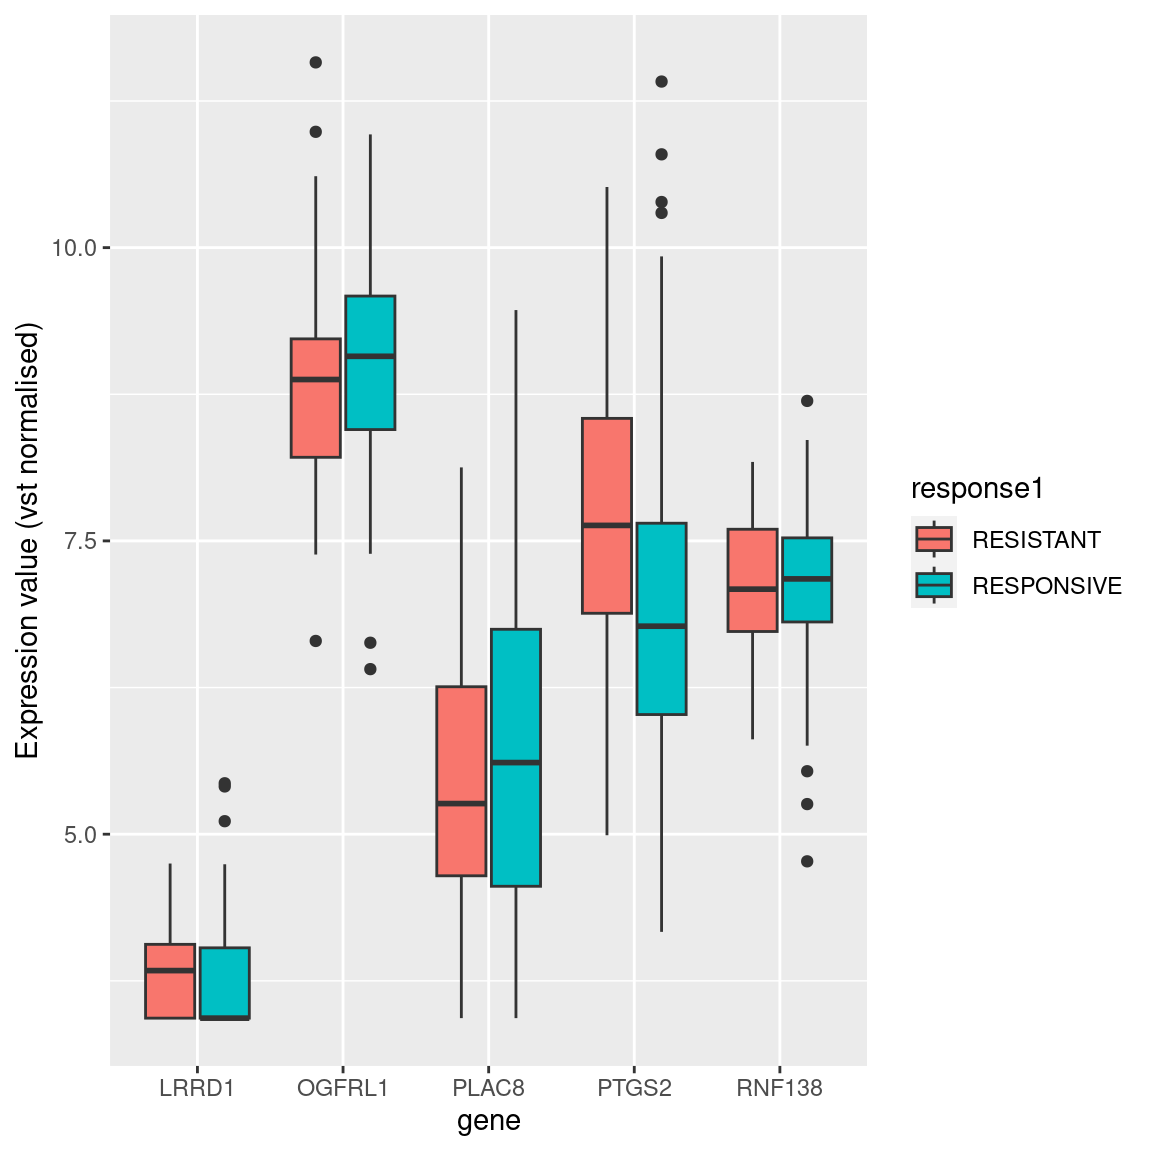 Expression value (vst normalised)
10.0
7.5
5.0
LRRD1
OGFRL1
PLAC8
PTGS2
RNF138
gene
response1
RESISTANT
RESPONSIVE